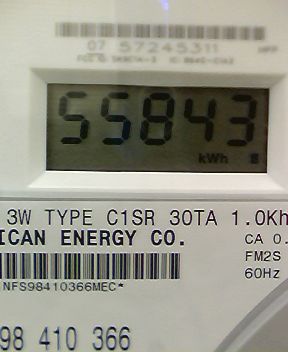 07 57245311
55843
kWh
3W TYPE C1SR 30TA 1.0Kh
ICAN ENERGY CO.
CA 0.
FM2S
60Hz
NFS98410366MEC*
98 410 366